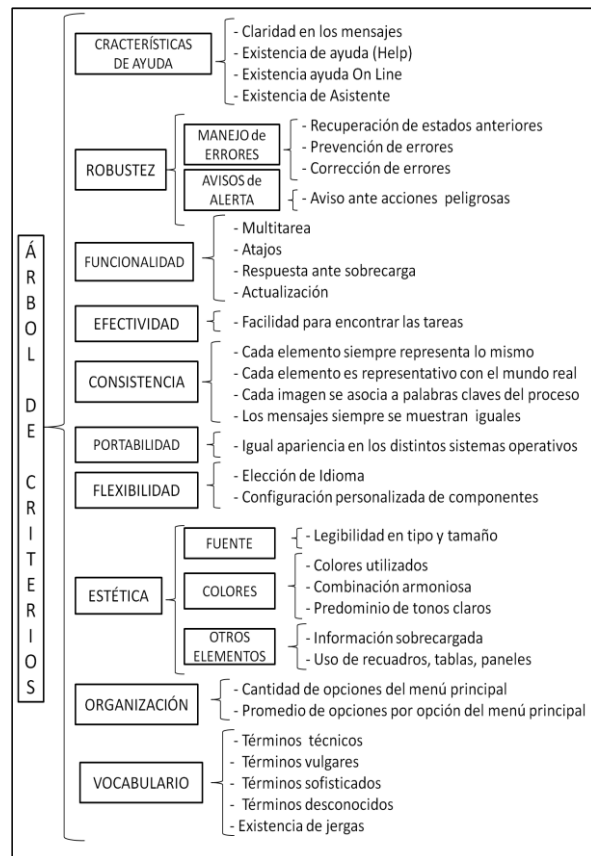 ÁRBOL DE CRITERIOS
CRACTERÍSTICAS
DE AYUDA
- Claridad en los mensajes
- Existencia de ayuda (Help)
- Existencia ayuda On Line
- Existencia de Asistente
ROBUSTEZ
MANEJO de
ERRORES
- Recuperación de estados anteriores
- Prevención de errores
- Corrección de errores
AVISOS de
ALERTA
- Aviso ante acciones peligrosas
FUNCIONALIDAD
- Multitarea
- Atajos
- Respuesta ante sobrecarga
- Actualización
EFECTIVIDAD
- Facilidad para encontrar las tareas
CONSISTENCIA
- Cada elemento siempre representa lo mismo
- Cada elemento es representativo con el mundo real
- Cada imagen se asocia a palabras claves del proceso
- Los mensajes siempre se muestran iguales
PORTABILIDAD
- Igual apariencia en los distintos sistemas operativos
FLEXIBILIDAD
- Elección de Idioma
- Configuración personalizada de componentes
ESTÉTICA
FUENTE
- Legibilidad en tipo y tamaño
COLORES
- Colores utilizados
- Combinación armoniosa
- Predominio de tonos claros
OTROS
ELEMENTOS
- Información sobrecargada
- Uso de recuadros, tablas, paneles
ORGANIZACIÓN
- Cantidad de opciones del menú principal
- Promedio de opciones por opción del menú principal
VOCABULARIO
- Términos técnicos
- Términos vulgares
- Términos sofisticados
- Términos desconocidos
- Existencia de jergas